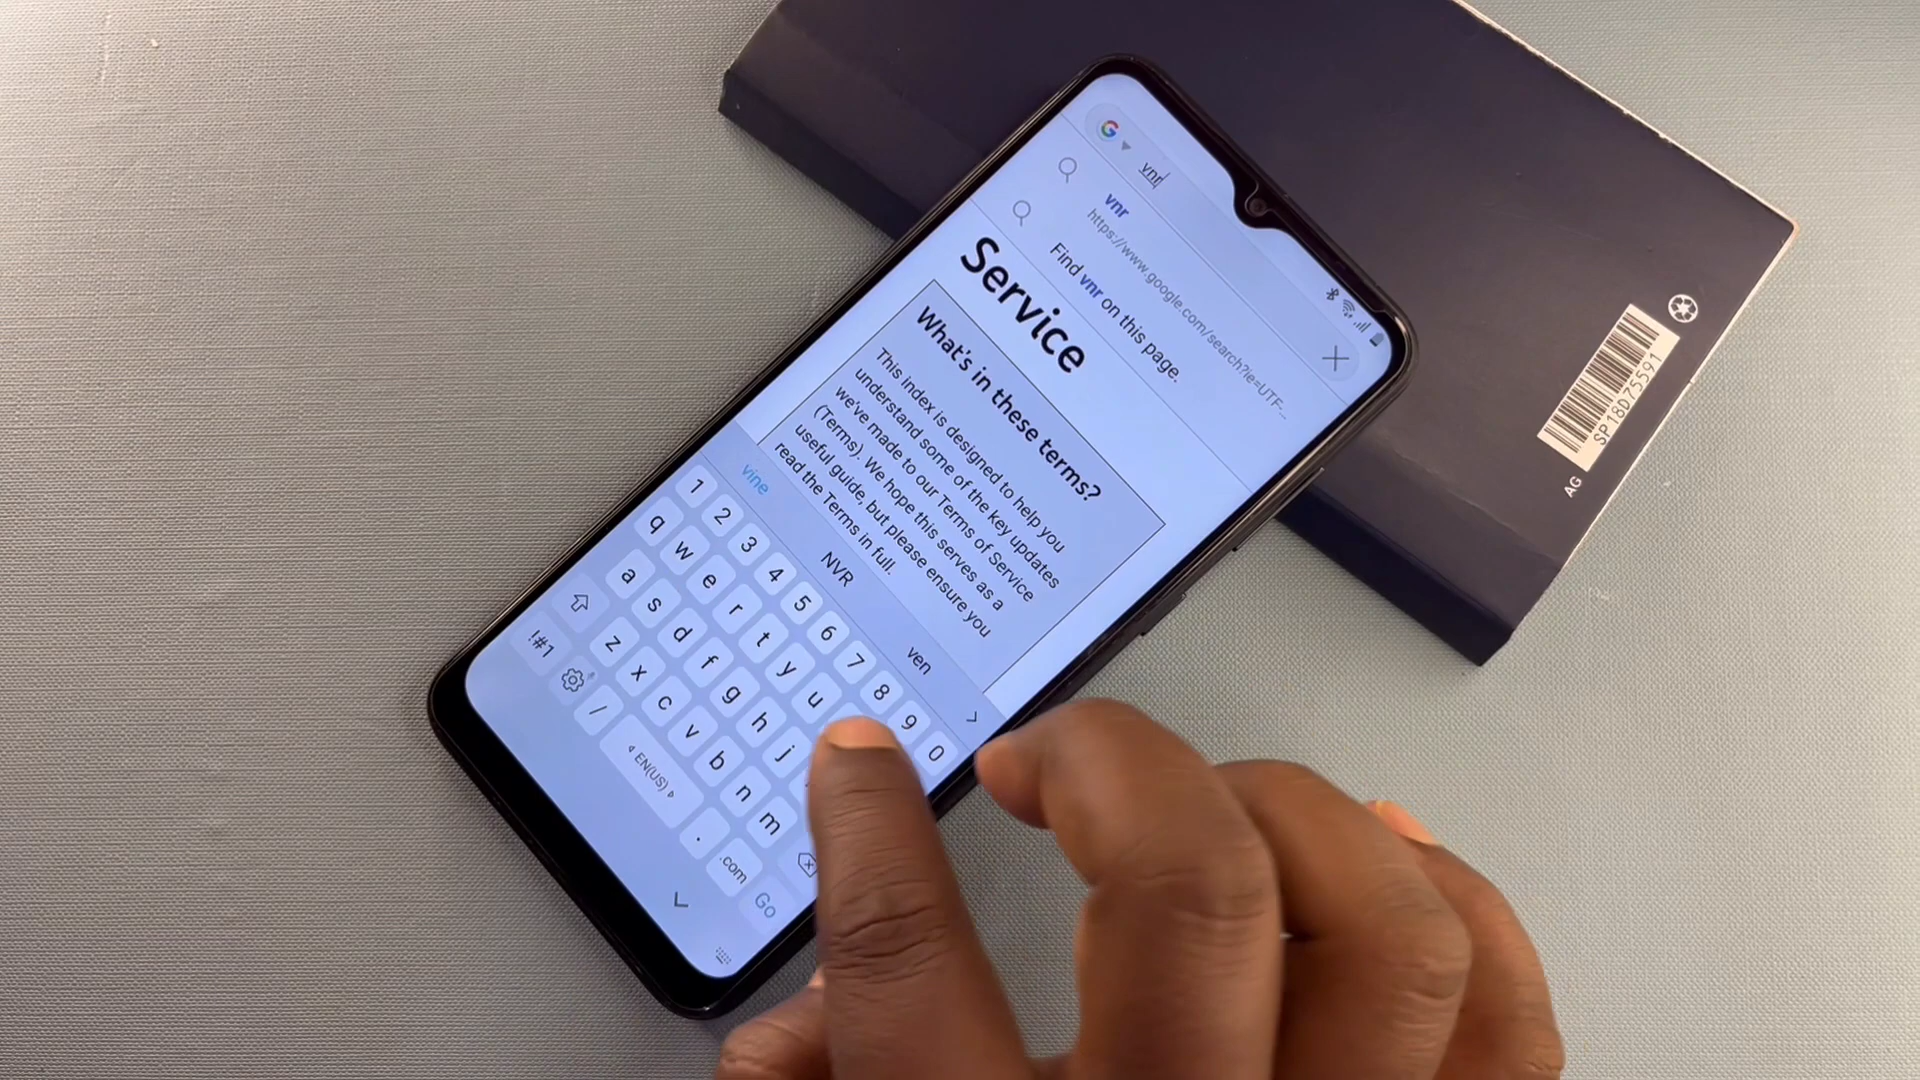 vnr
vnr
https://www.google.com/search?ie=UTF-...
Find vnr on this page.
Service
What's in these terms?
This index is designed to help you
understand some of the key updates
we've made to our Terms of Service
(Terms). We hope this serves as a
useful guide, but please ensure you
read the Terms in full.
vine NVR ven
1 2 3 4 5 6 7 8 9 0
q w e r t y u
a s d f g h j
z x c v b n m
!#1 / EN(US) . .com Go
SP18D75591
AG